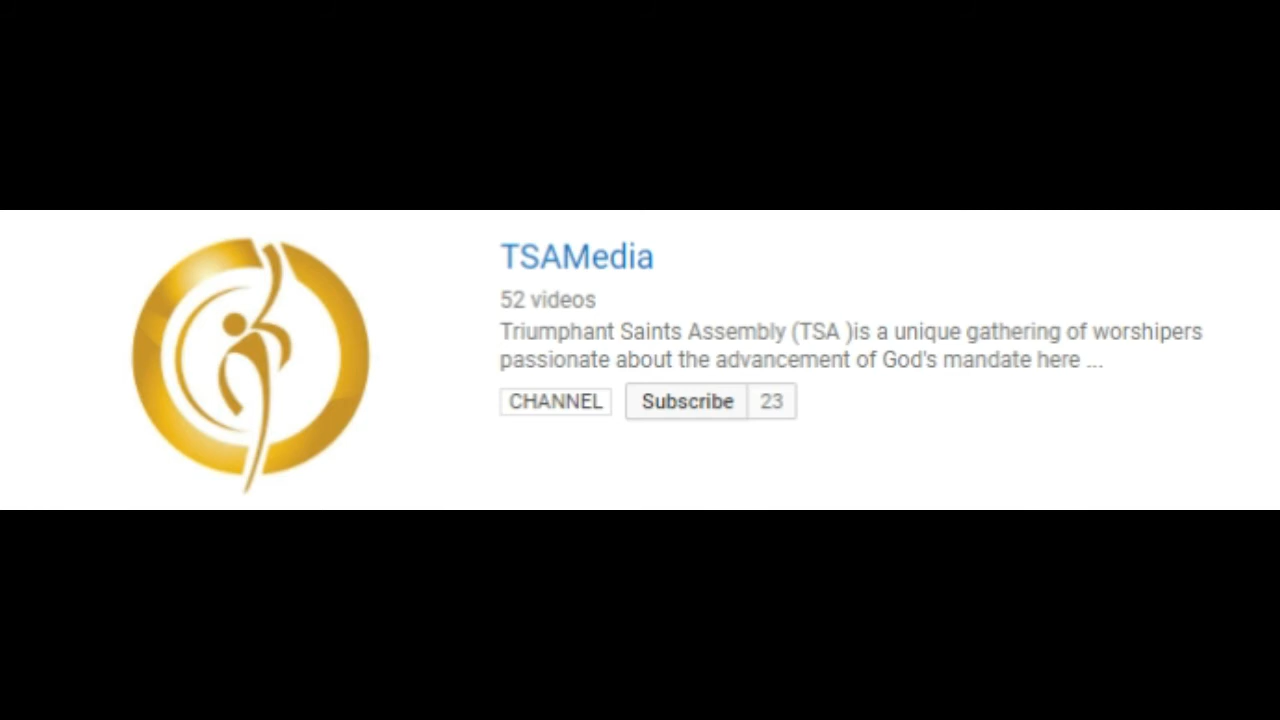 TSAMedia
52 videos
Triumphant Saints Assembly (TSA )is a unique gathering of worshipers
passionate about the advancement of God's mandate here ...
CHANNEL Subscribe 23